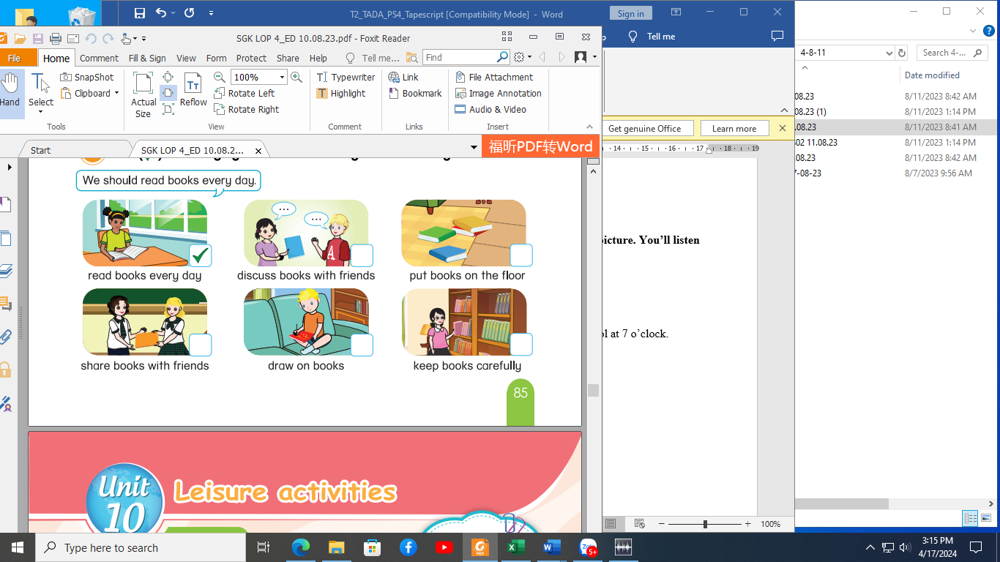 T2_TADA_PS4_Tapescript [Compatibility Mode] - Word
Sign in
Tell me
SGK LOP 4_ED 10.08.23.pdf - Foxit Reader
File Home Comment Fill & Sign View Form Protect Share Help Tell me... Find
Hand
Select
SnapShot
Clipboard
Tools
Actual Size
Reflow
100%
Rotate Left
Rotate Right
View
Typewriter
Highlight
Comment
Link
Bookmark
Links
File Attachment
Image Annotation
Audio & Video
Insert
Start
SGK LOP 4_ED 10.08.2...
福昕PDF转Word
We should read books every day.
... ...
A
read books every day
discuss books with friends
put books on the floor
share books with friends
draw on books
keep books carefully
85
Unit 10
Leisure activities
Get genuine Office
Learn more
14 15 16 17 18 19
picture. You'll listen
at 7 o'clock.
100%
4-8-11
Search 4-...
Date modified
08.23 8/11/2023 8:42 AM
08.23 (1) 8/11/2023 1:14 PM
.08.23 8/11/2023 8:41 AM
02 11.08.23 8/11/2023 1:14 PM
.08.23 8/11/2023 8:42 AM
7-08-23 8/7/2023 9:56 AM
Type here to search
5+
3:15 PM
4/17/2024